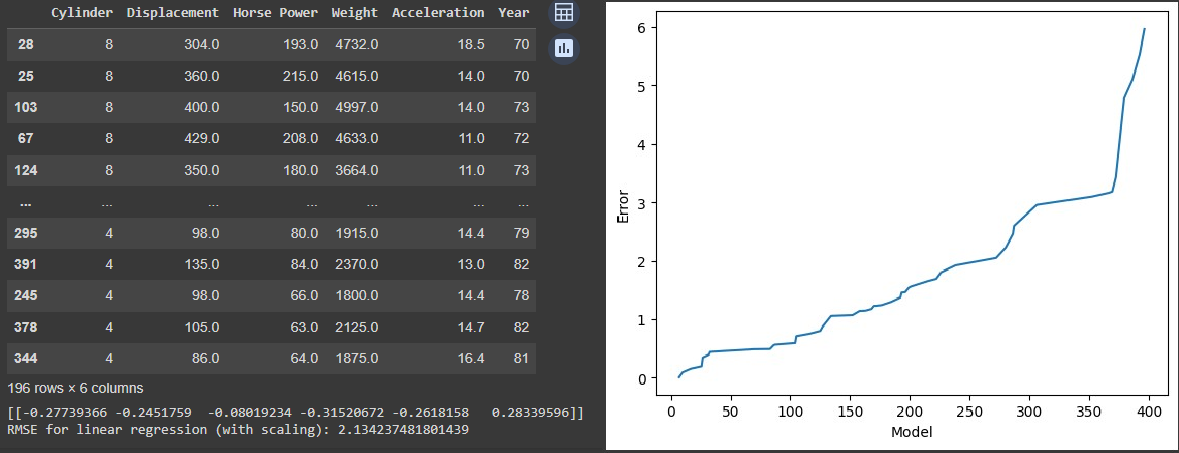 Cylinder Displacement Horse Power Weight Acceleration Year
28 8 304.0 193.0 4732.0 18.5 70
25 8 360.0 215.0 4615.0 14.0 70
103 8 400.0 150.0 4997.0 14.0 73
67 8 429.0 208.0 4633.0 11.0 72
124 8 350.0 180.0 3664.0 11.0 73
... ... ... ... ... ... ...
295 4 98.0 80.0 1915.0 14.4 79
391 4 135.0 84.0 2370.0 13.0 82
245 4 98.0 66.0 1800.0 14.4 78
378 4 105.0 63.0 2125.0 14.7 82
344 4 86.0 64.0 1875.0 16.4 81
196 rows × 6 columns
[[-0.27739366 -0.2451759 -0.08019234 -0.31520672 -0.2618158 0.28339596]]
RMSE for linear regression (with scaling): 2.134237481801439
6
5
4
3
2
1
0
Error
0 50 100 150 200 250 300 350 400
Model